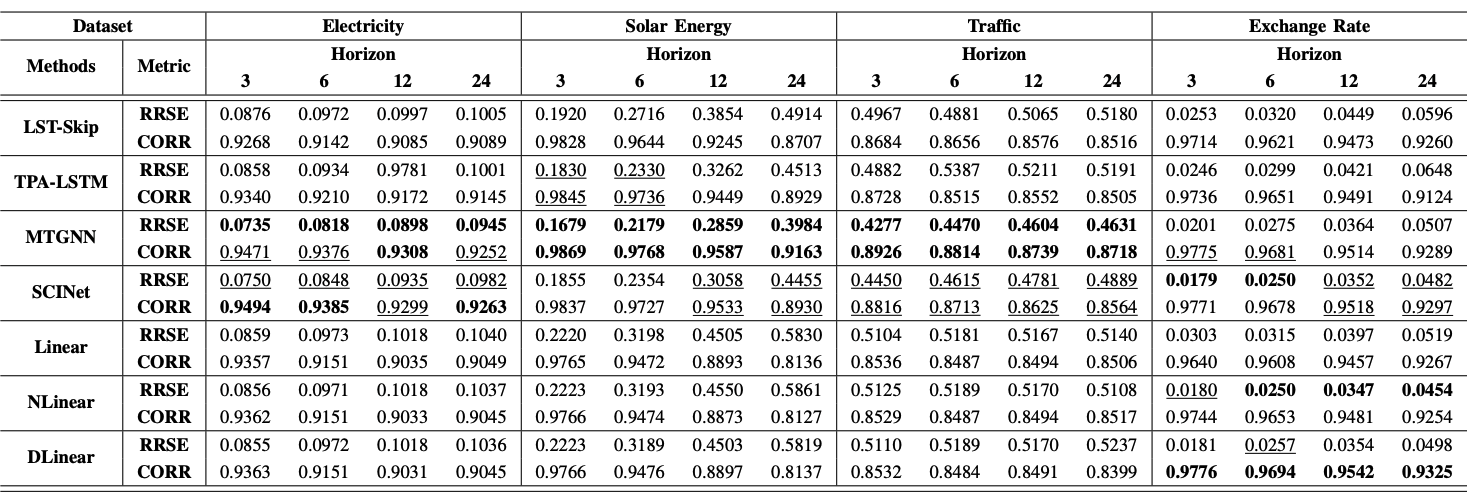 Dataset Electricity Solar Energy Traffic Exchange Rate
Methods Metric Horizon Horizon Horizon Horizon
3 6 12 24 3 6 12 24 3 6 12 24 3 6 12 24
LST-Skip RRSE 0.0876 0.0972 0.0997 0.1005 0.1920 0.2716 0.3854 0.4914 0.4967 0.4881 0.5065 0.5180 0.0253 0.0320 0.0449 0.0596
CORR 0.9268 0.9142 0.9085 0.9089 0.9828 0.9644 0.9245 0.8707 0.8684 0.8656 0.8576 0.8516 0.9714 0.9621 0.9473 0.9260
TPA-LSTM RRSE 0.0858 0.0934 0.9781 0.1001 0.1830 0.2330 0.3262 0.4513 0.4882 0.5387 0.5211 0.5191 0.0246 0.0299 0.0421 0.0648
CORR 0.9340 0.9210 0.9172 0.9145 0.9845 0.9736 0.9449 0.8929 0.8728 0.8515 0.8552 0.8505 0.9736 0.9651 0.9491 0.9124
MTGNN RRSE 0.0735 0.0818 0.0898 0.0945 0.1679 0.2179 0.2859 0.3984 0.4277 0.4470 0.4604 0.4631 0.0201 0.0275 0.0364 0.0507
CORR 0.9471 0.9376 0.9308 0.9252 0.9869 0.9768 0.9587 0.9163 0.8926 0.8814 0.8739 0.8718 0.9775 0.9681 0.9514 0.9289
SCINet RRSE 0.0750 0.0848 0.0935 0.0982 0.1855 0.2354 0.3058 0.4455 0.4450 0.4615 0.4781 0.4889 0.0179 0.0250 0.0352 0.0482
CORR 0.9494 0.9385 0.9299 0.9263 0.9837 0.9727 0.9533 0.8930 0.8816 0.8713 0.8625 0.8564 0.9771 0.9678 0.9518 0.9297
Linear RRSE 0.0859 0.0973 0.1018 0.1040 0.2220 0.3198 0.4505 0.5830 0.5104 0.5181 0.5167 0.5140 0.0303 0.0315 0.0397 0.0519
CORR 0.9357 0.9151 0.9035 0.9049 0.9765 0.9472 0.8893 0.8136 0.8536 0.8487 0.8494 0.8506 0.9640 0.9608 0.9457 0.9267
NLinear RRSE 0.0856 0.0971 0.1018 0.1037 0.2223 0.3193 0.4550 0.5861 0.5125 0.5189 0.5170 0.5108 0.0180 0.0250 0.0347 0.0454
CORR 0.9362 0.9151 0.9033 0.9045 0.9766 0.9474 0.8873 0.8127 0.8529 0.8487 0.8494 0.8517 0.9744 0.9653 0.9481 0.9254
DLinear RRSE 0.0855 0.0972 0.1018 0.1036 0.2223 0.3189 0.4503 0.5819 0.5110 0.5189 0.5170 0.5237 0.0181 0.0257 0.0354 0.0498
CORR 0.9363 0.9151 0.9031 0.9045 0.9766 0.9476 0.8897 0.8137 0.8532 0.8484 0.8491 0.8399 0.9776 0.9694 0.9542 0.9325